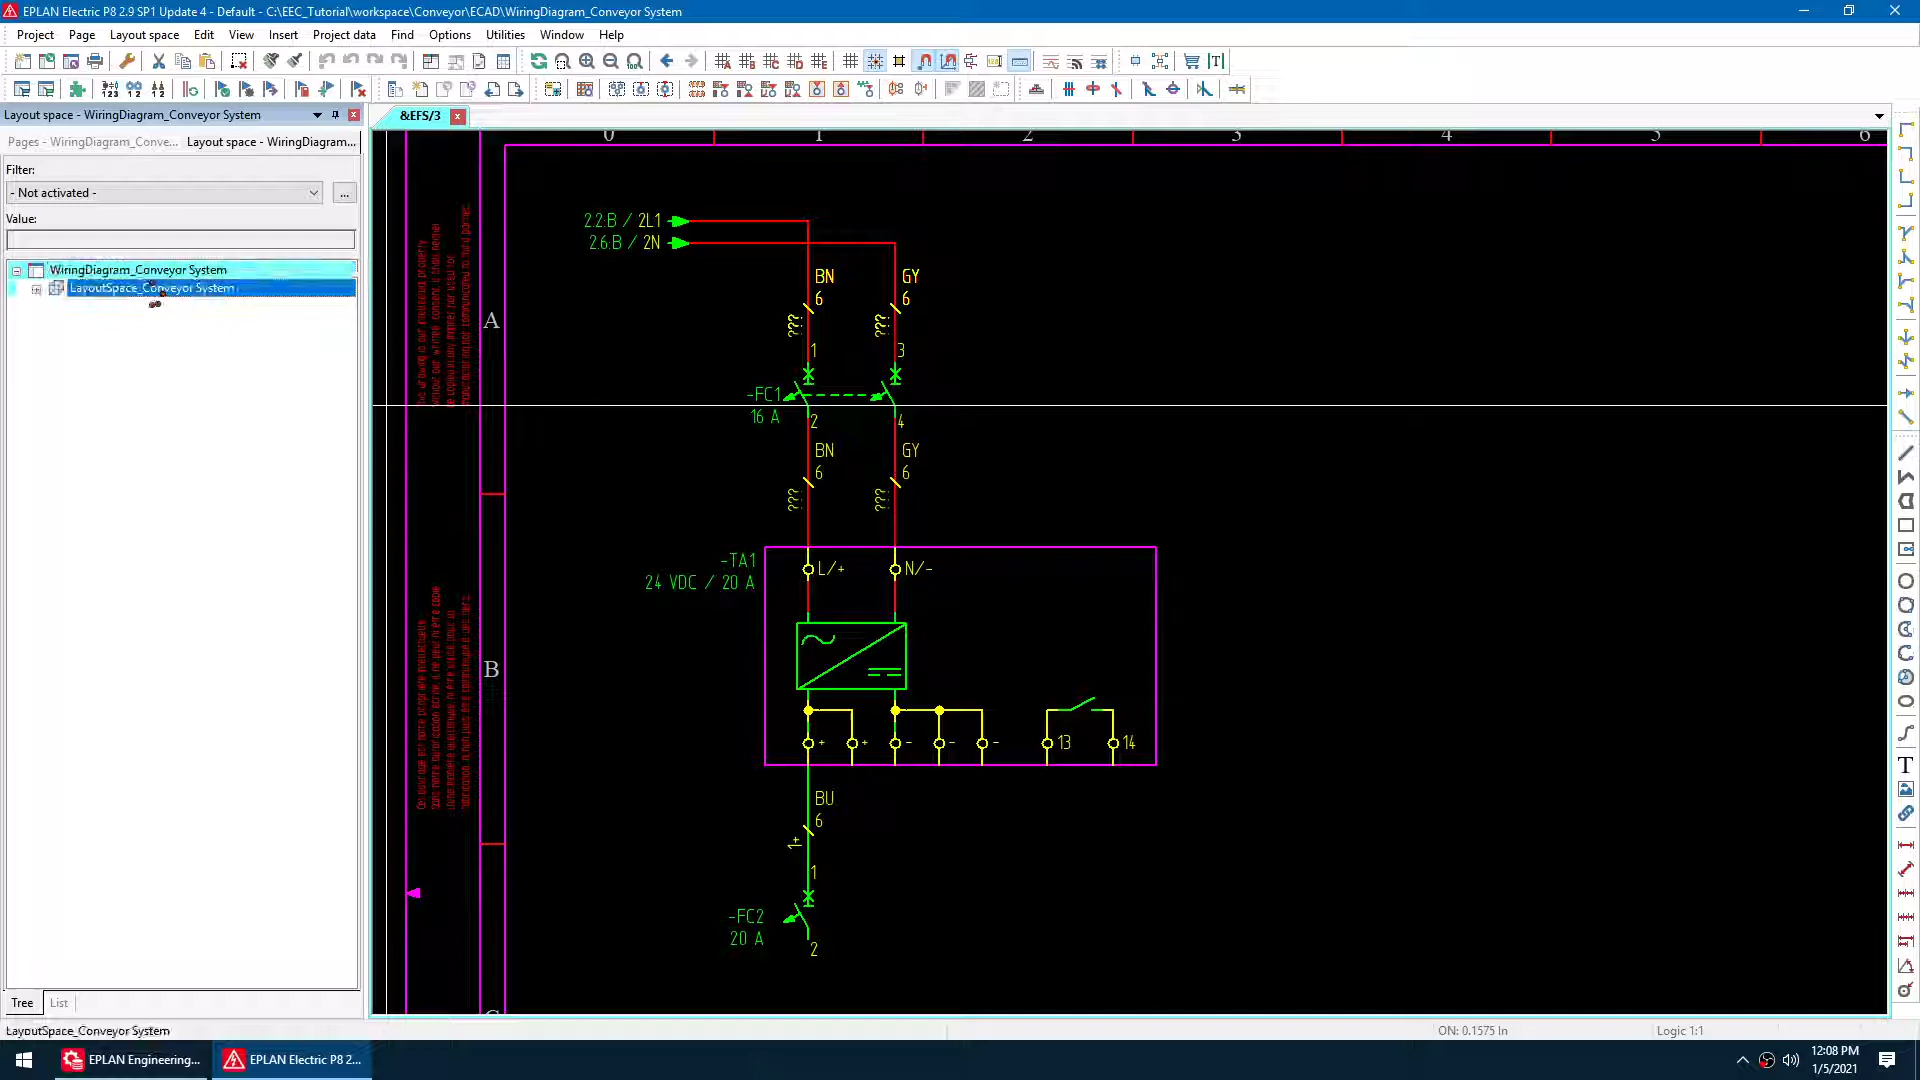 EPLAN Electric P8 2.9 SP1 Update 4 - Default - C:\EEC_Tutorial\workspace\Conveyor\ECAD\WiringDiagram_Conveyor System
Project Page Layout space Edit View Insert Project data Find Options Utilities Window Help
Layout space - WiringDiagram_Conveyor System
&EFS/3
Pages - WiringDiagram_Conve... Layout space - WiringDiagram...
Filter:
- Not activated -
...
Value:
WiringDiagram_Conveyor System
LayoutSpace_Conveyor System
Tree List
0 1 2 3 4 5 6
A
B
2.2:B / 2L1
2.6:B / 2N
BN GY
6 6
??? ???
1 3
-FC1
16 A
2 4
BN GY
6 6
??? ???
-TA1
24 VDC / 20 A
L/+ N/-
+ + - - - 13 14
BU
6
1+
1
-FC2
20 A
2
LayoutSpace_Conveyor System
ON: 0.1575 In
Logic 1:1
EPLAN Engineering...
EPLAN Electric P8 2...
12:08 PM
1/5/2021